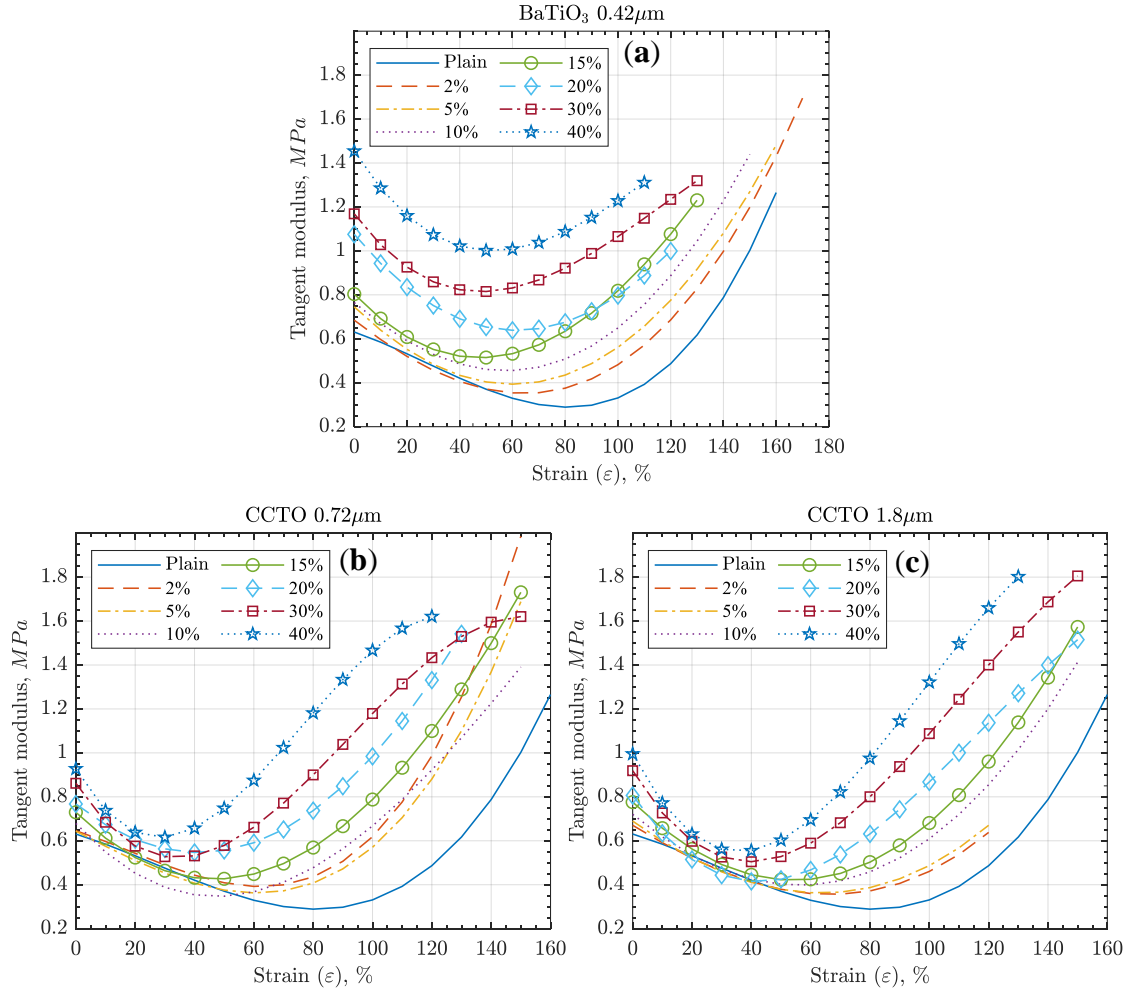 BaTiO₃ 0.42μm
(a)
Plain 15%
2% 20%
5% 30%
10% 40%
Tangent modulus, MPa
1.8
1.6
1.4
1.2
1
0.8
0.6
0.4
0.2
0 20 40 60 80 100 120 140 160 180
Strain (ε), %
CCTO 0.72μm
(b)
Plain 15%
2% 20%
5% 30%
10% 40%
Tangent modulus, MPa
1.8
1.6
1.4
1.2
1
0.8
0.6
0.4
0.2
0 20 40 60 80 100 120 140 160
Strain (ε), %
CCTO 1.8μm
(c)
Plain 15%
2% 20%
5% 30%
10% 40%
Tangent modulus, MPa
1.8
1.6
1.4
1.2
1
0.8
0.6
0.4
0.2
0 20 40 60 80 100 120 140 160
Strain (ε), %